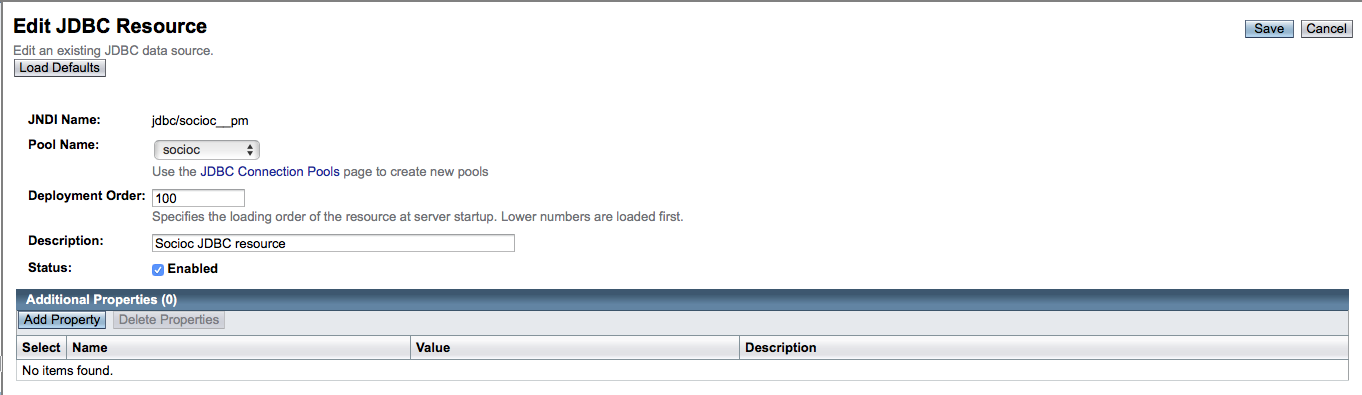 Edit JDBC Resource
Save Cancel
Edit an existing JDBC data source.
Load Defaults
JNDI Name: jdbc/socioc__pm
Pool Name: socioc
Use the JDBC Connection Pools page to create new pools
Deployment Order: 100
Specifies the loading order of the resource at server startup. Lower numbers are loaded first.
Description: Socioc JDBC resource
Status: Enabled
Additional Properties (0)
Add Property Delete Properties
Select Name Value Description
No items found.